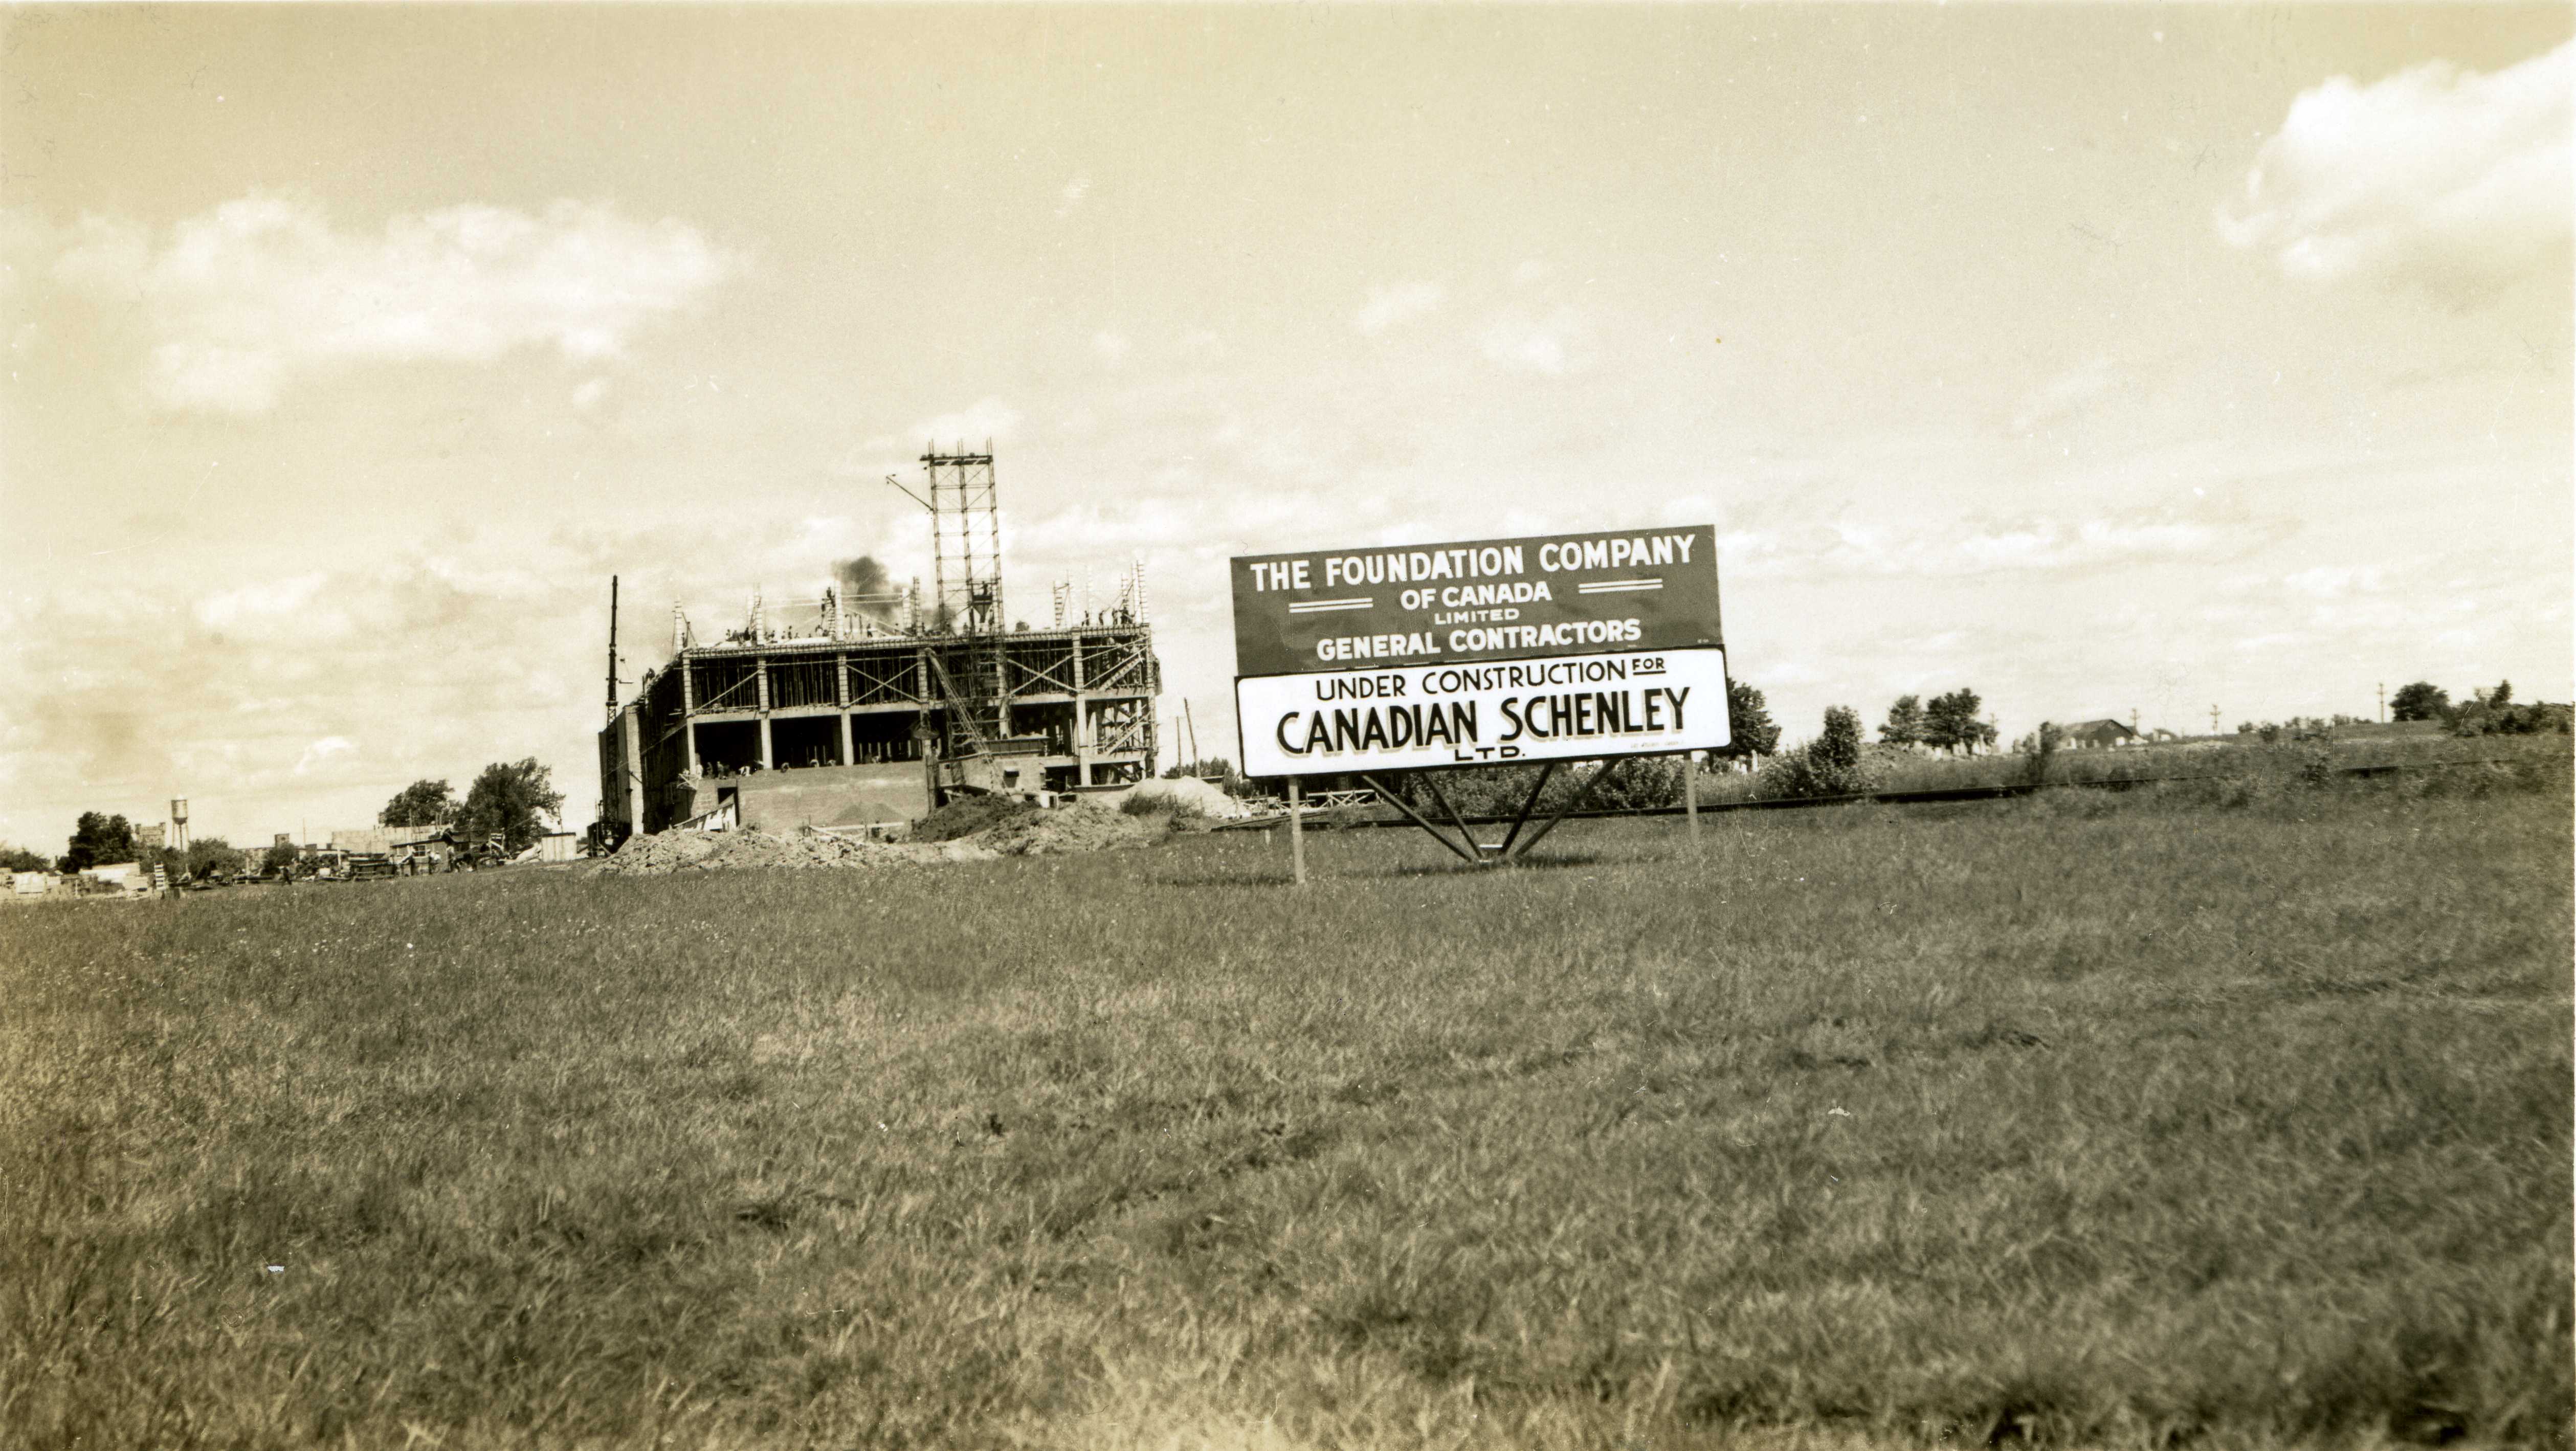 THE FOUNDATION COMPANY
OF CANADA
LIMITED
GENERAL CONTRACTORS
UNDER CONSTRUCTION FOR
CANADIAN SCHENLEY
LTD.